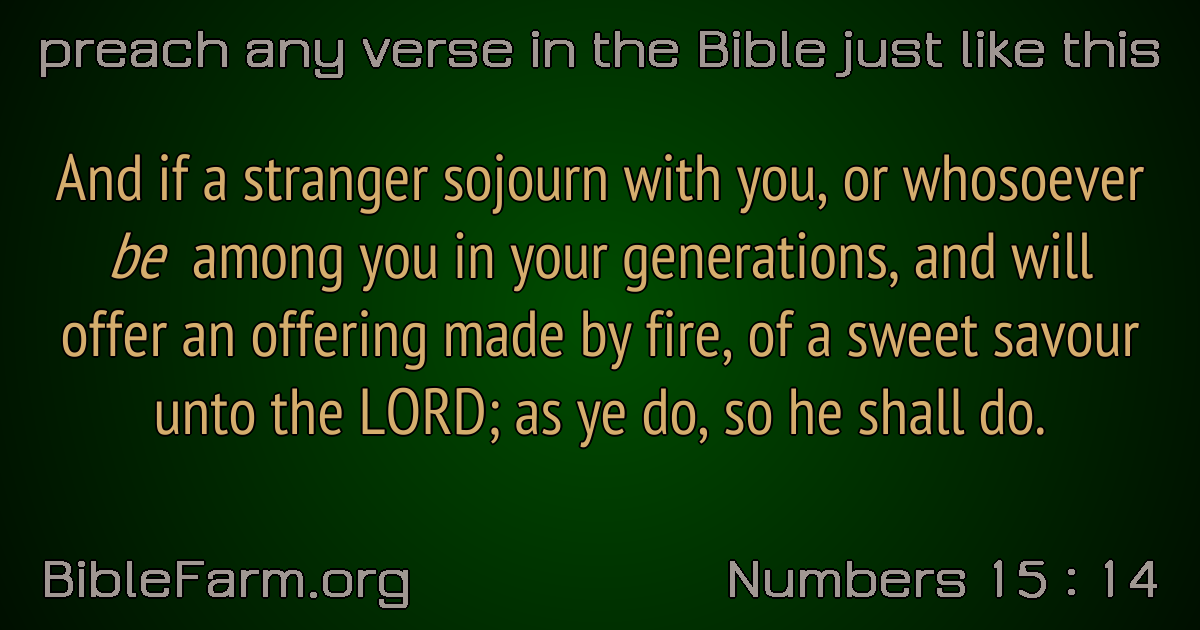 preach any verse in the Bible just like this
And if a stranger sojourn with you, or whosoever
be among you in your generations, and will
offer an offering made by fire, of a sweet savour
unto the LORD; as ye do, so he shall do.
BibleFarm.org
Numbers 15 : 14